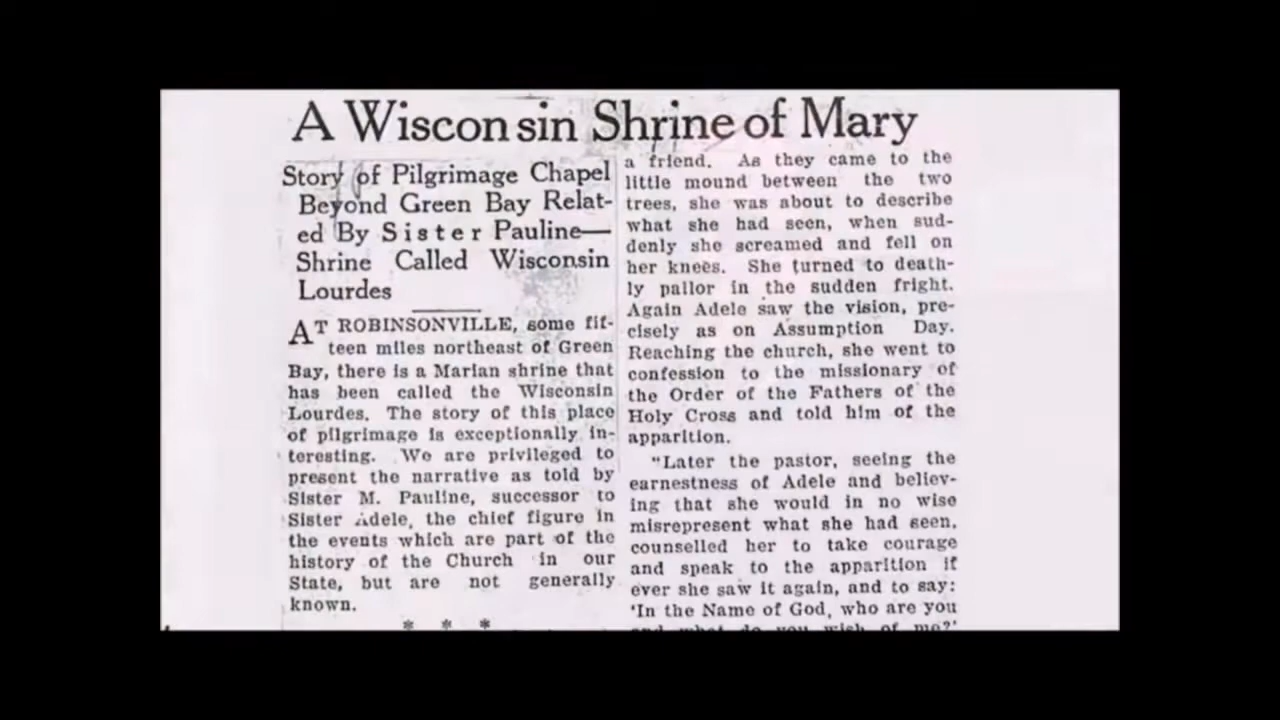 A Wisconsin Shrine of Mary
Story of Pilgrimage Chapel
Beyond Green Bay Relat-
ed By Sister Pauline—
Shrine Called Wisconsin
Lourdes
AT ROBINSONVILLE, some fif-
teen miles northeast of Green
Bay, there is a Marian shrine that
has been called the Wisconsin
Lourdes. The story of this place
of pilgrimage is exceptionally in-
teresting. We are privileged to
present the narrative as told by
Sister M. Pauline, successor to
Sister Adele, the chief figure in
the events which are part of the
history of the Church in our
State, but are not generally
known.
* * *
a friend. As they came to the
little mound between the two
trees, she was about to describe
what she had seen, when sud-
denly she screamed and fell on
her knees. She turned to death-
ly pallor in the sudden fright.
Again Adele saw the vision, pre-
cisely as on Assumption Day.
Reaching the church, she went to
confession to the missionary of
the Order of the Fathers of the
Holy Cross and told him of the
apparition.
"Later the pastor, seeing the
earnestness of Adele and believ-
ing that she would in no wise
misrepresent what she had seen,
counselled her to take courage
and speak to the apparition if
ever she saw it again, and to say:
'In the Name of God, who are you
and what do you wish of me?'